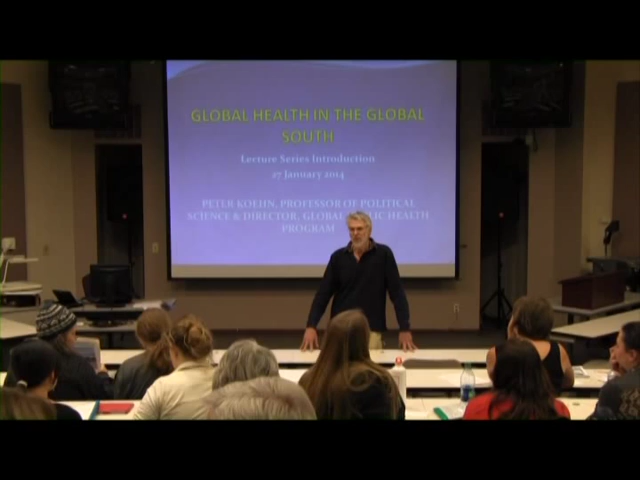 GLOBAL HEALTH IN THE GLOBAL
SOUTH
Lecture Series Introduction
27 January 2014
PETER KOEHN, PROFESSOR OF POLITICAL
SCIENCE & DIRECTOR, GLOBAL HEALTH
PROGRAM